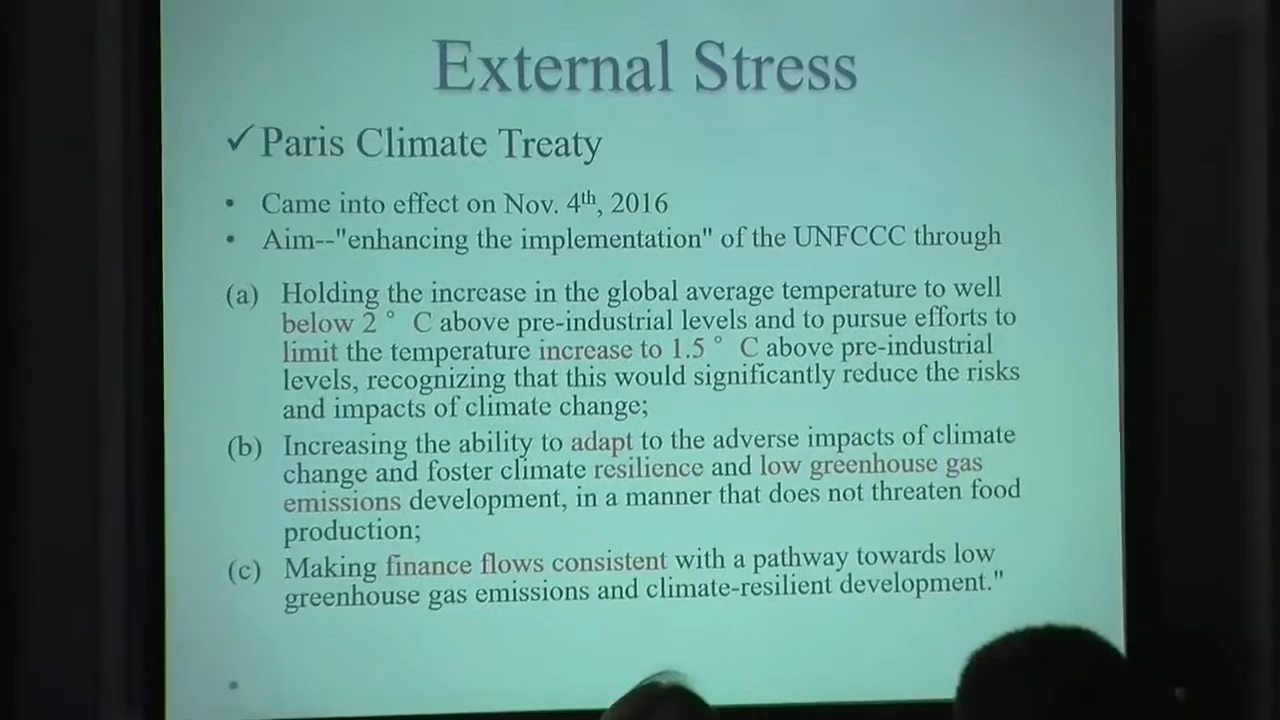 External Stress
✓ Paris Climate Treaty
• Came into effect on Nov. 4th, 2016
• Aim--"enhancing the implementation" of the UNFCCC through
(a) Holding the increase in the global average temperature to well
below 2 ° C above pre-industrial levels and to pursue efforts to
limit the temperature increase to 1.5 ° C above pre-industrial
levels, recognizing that this would significantly reduce the risks
and impacts of climate change;
(b) Increasing the ability to adapt to the adverse impacts of climate
change and foster climate resilience and low greenhouse gas
emissions development, in a manner that does not threaten food
production;
(c) Making finance flows consistent with a pathway towards low
greenhouse gas emissions and climate-resilient development."
•